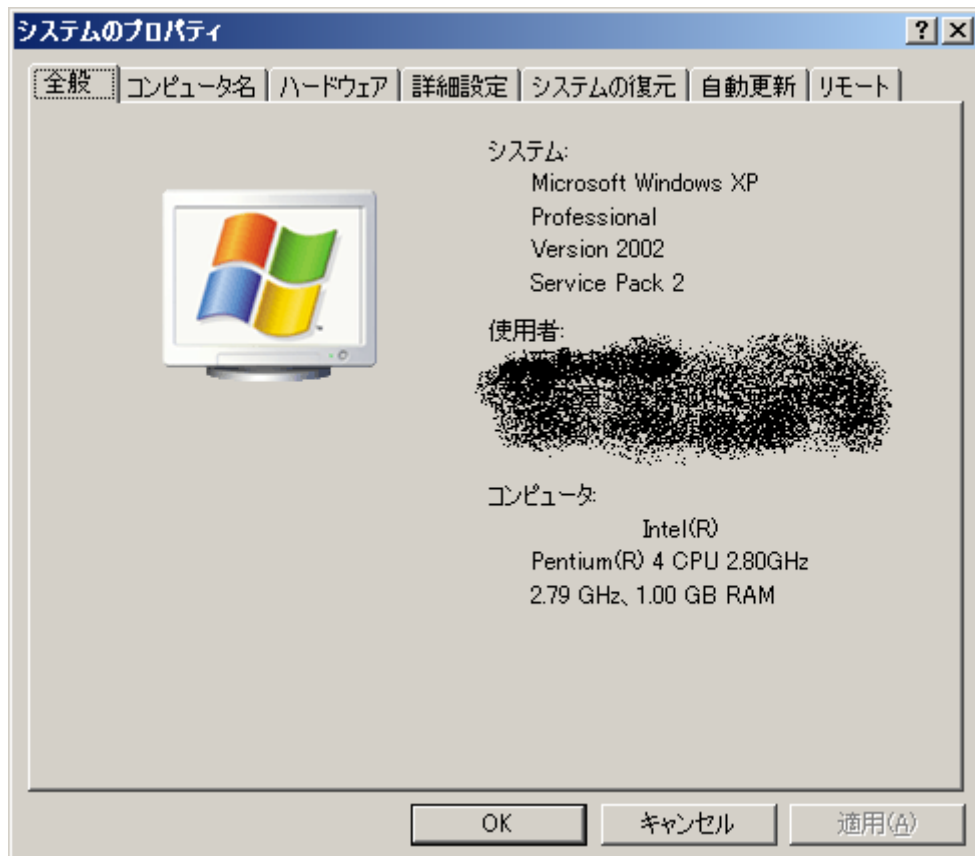 システムのプロパティ
全般 コンピュータ名 ハードウェア 詳細設定 システムの復元 自動更新 リモート
システム:
Microsoft Windows XP
Professional
Version 2002
Service Pack 2
使用者:
コンピュータ:
Intel(R)
Pentium(R) 4 CPU 2.80GHz
2.79 GHz、1.00 GB RAM
OK キャンセル 適用(A)